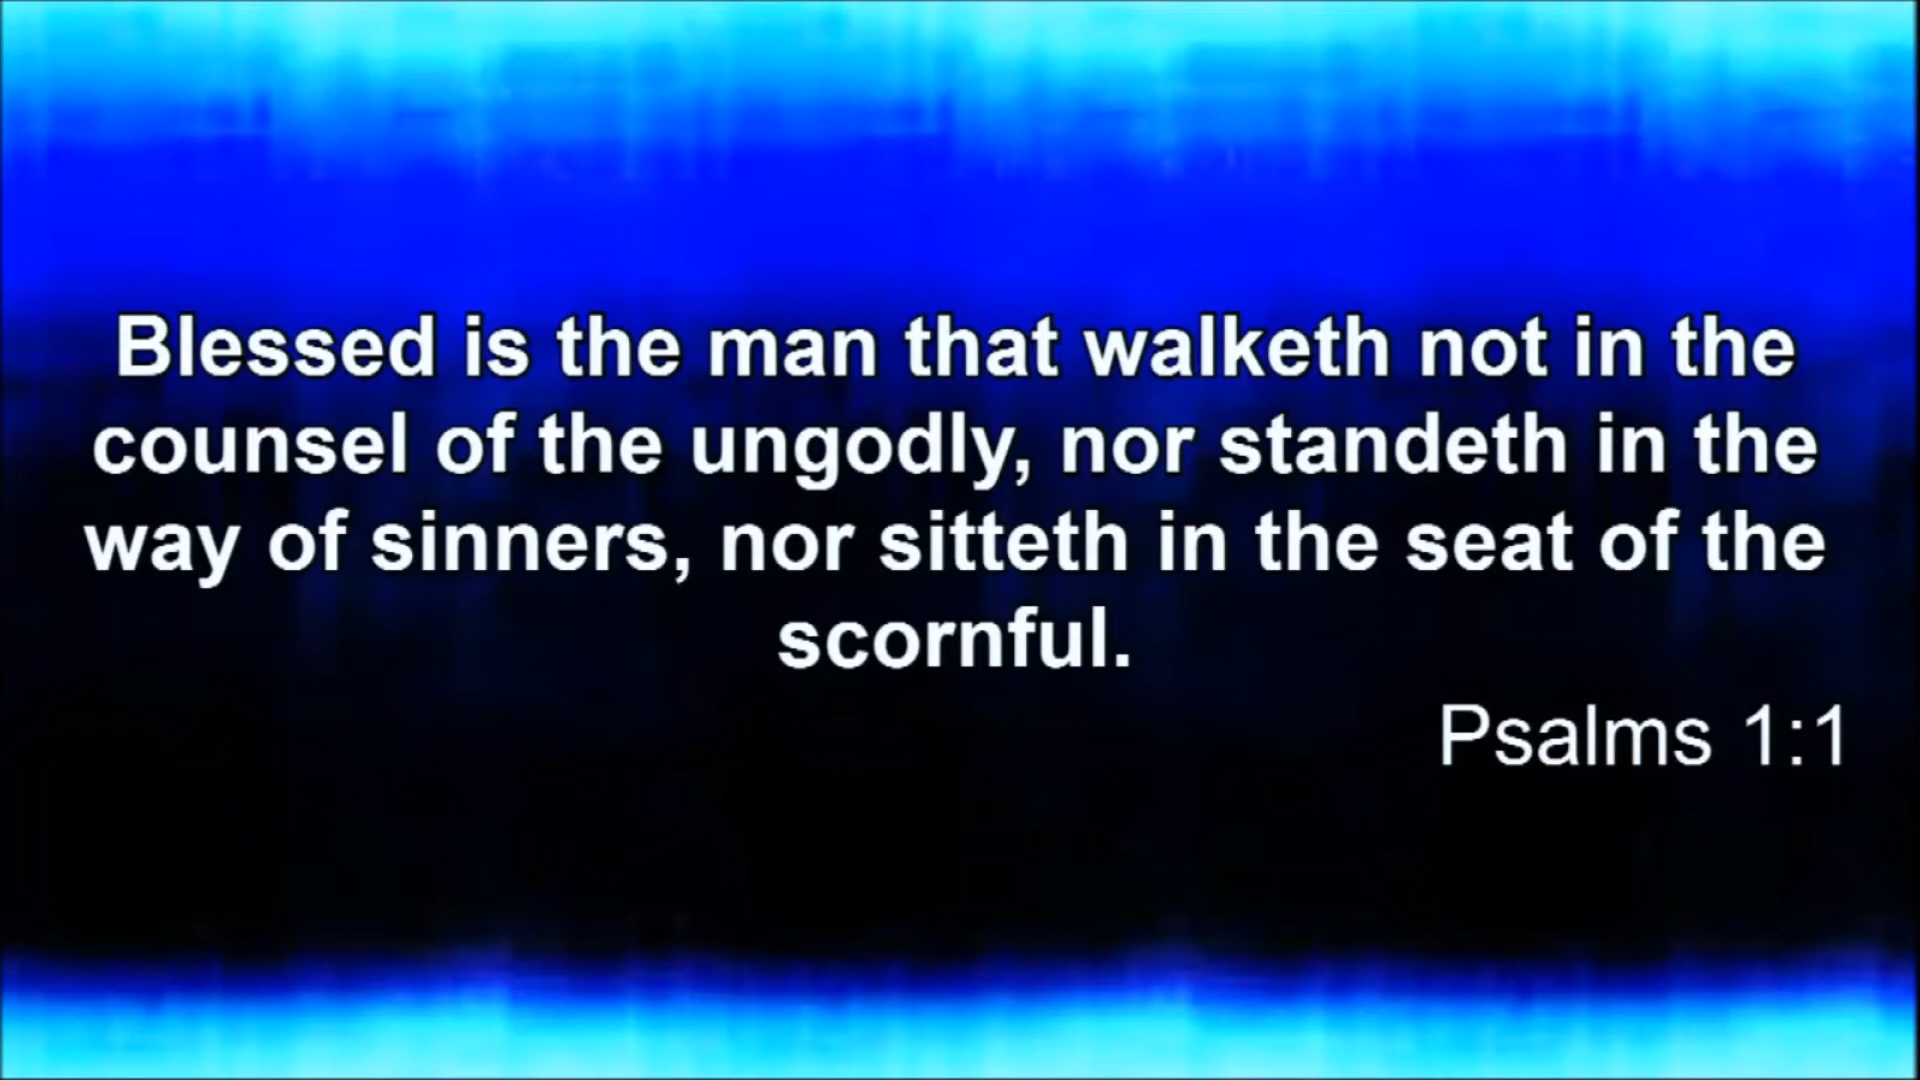 Blessed is the man that walketh not in the
counsel of the ungodly, nor standeth in the
way of sinners, nor sitteth in the seat of the
scornful.
Psalms 1:1